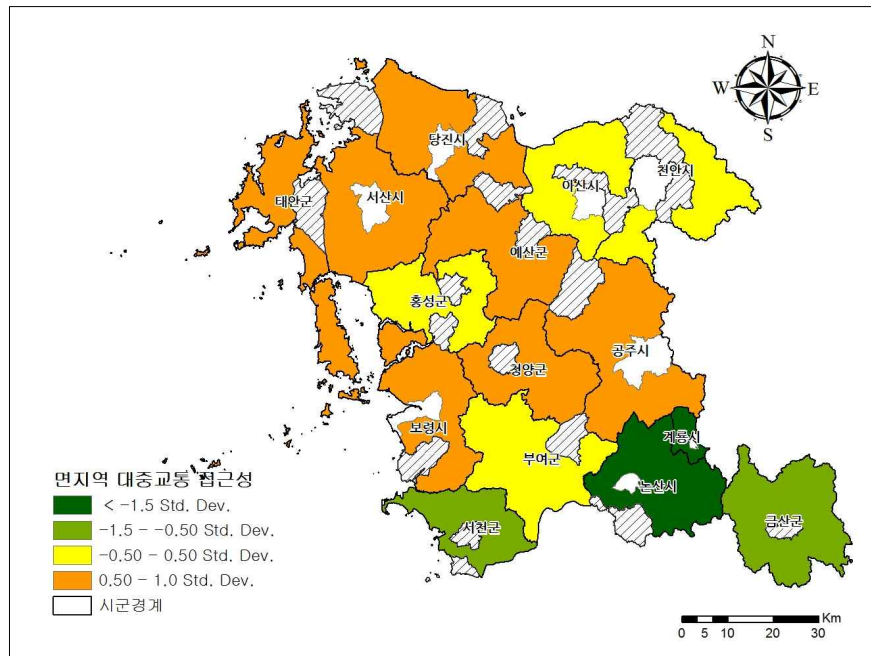 N
W E
S
당진시
천안시
아산시
태안군
서산시
예산군
홍성군
공주시
청양군
보령시
계룡시
부여군
논산시
서천군
금산군
면지역 대중교통 접근성
< -1.5 Std. Dev.
-1.5 - -0.50 Std. Dev.
-0.50 - 0.50 Std. Dev.
0.50 - 1.0 Std. Dev.
시군경계
Km
0 5 10 20 30